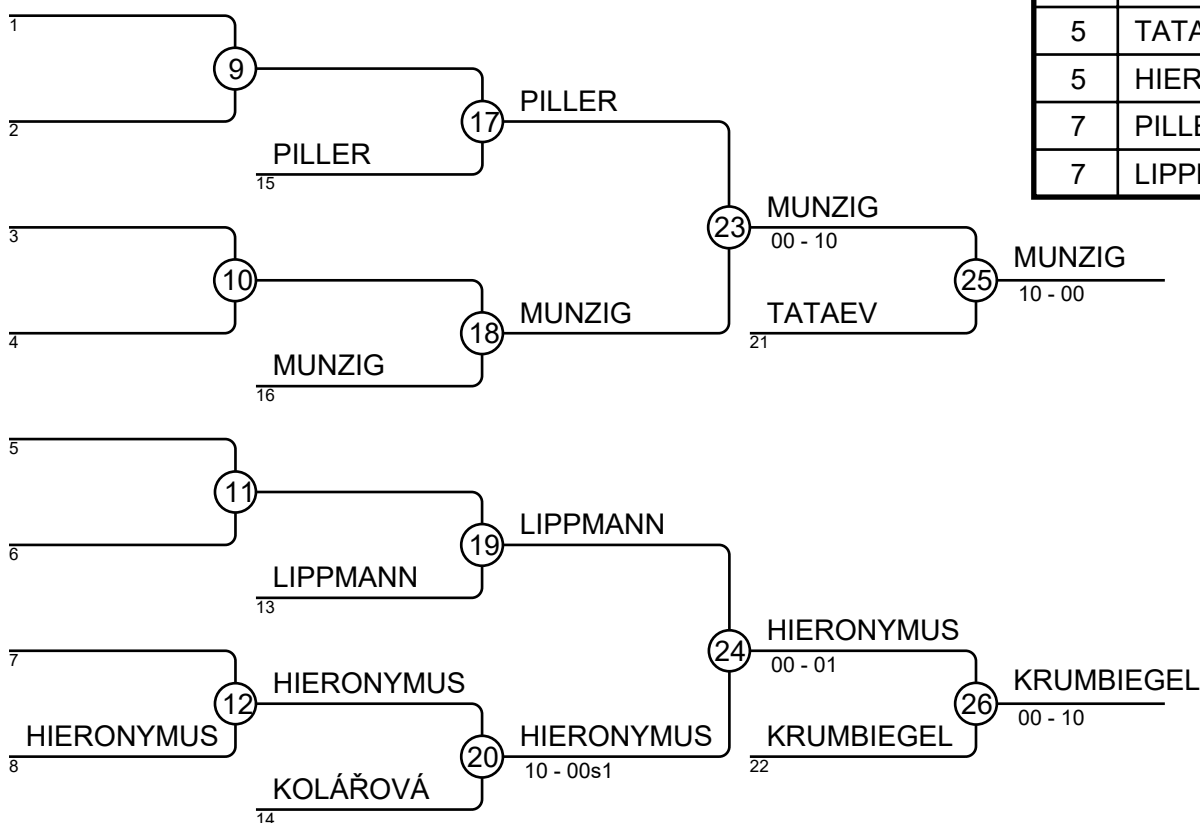 1
5
9
5
PILLER
17
2
7
PILLER
15
7
MUNZIG
23
3
00 - 10
MUNZIG
10
25
10 - 00
MUNZIG
TATAEV
18
4
21
MUNZIG
16
5
11
LIPPMANN
19
6
LIPPMANN
13
HIERONYMUS
7
24
00 - 01
HIERONYMUS
KRUMBIEGEL
12
26
00 - 10
HIERONYMUS
HIERONYMUS
KRUMBIEGEL
8
20
10 - 00s1
22
KOLÁŘOVÁ
14